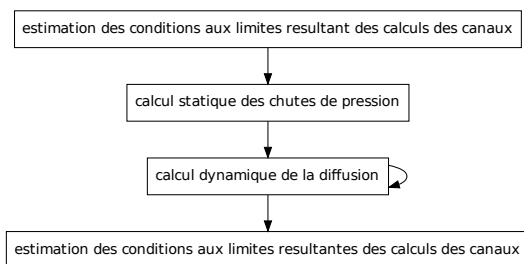 estimation des conditions aux limites resultant des calculs des canaux
calcul statique des chutes de pression
calcul dynamique de la diffusion
estimation des conditions aux limites resultantes des calculs des canaux